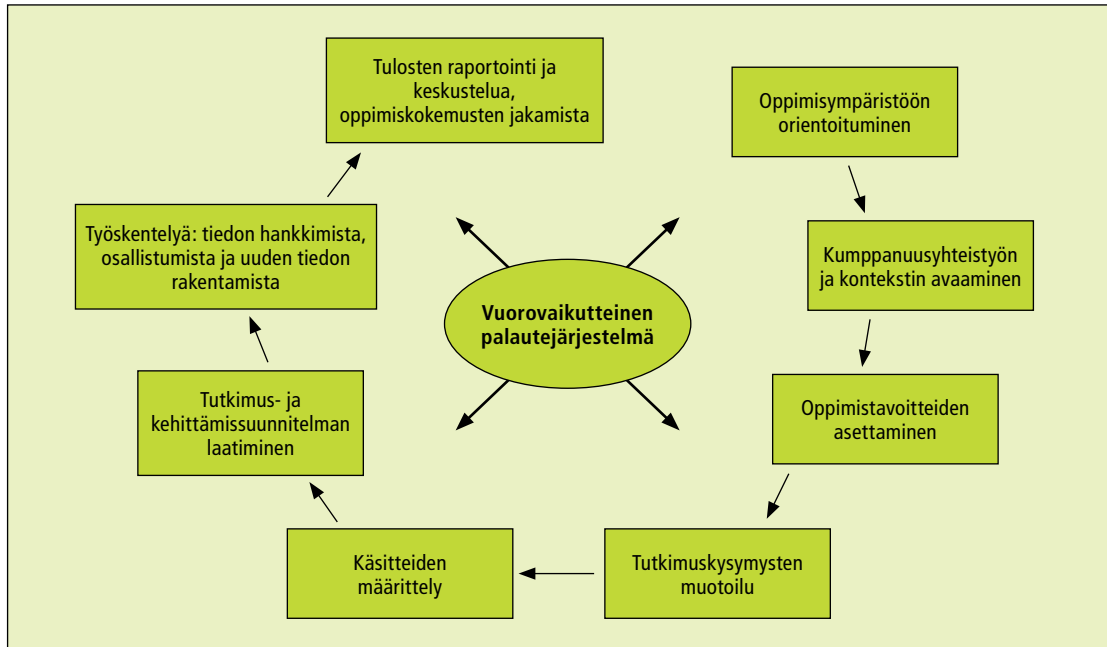 Tulosten raportointi ja
keskustelua,
oppimiskokemusten jakamista
Oppimisympäristöön
orientoituminen
Työskentelyä: tiedon hankkimista,
osallistumista ja uuden tiedon
rakentamista
Kumppanuusyhteistyön
ja kontekstin avaaminen
Vuorovaikutteinen
palautejärjestelmä
Tutkimus- ja
kehittämissuunnitelman
laatiminen
Oppimistavoitteiden
asettaminen
Käsitteiden
määrittely
Tutkimuskysymysten
muotoilu